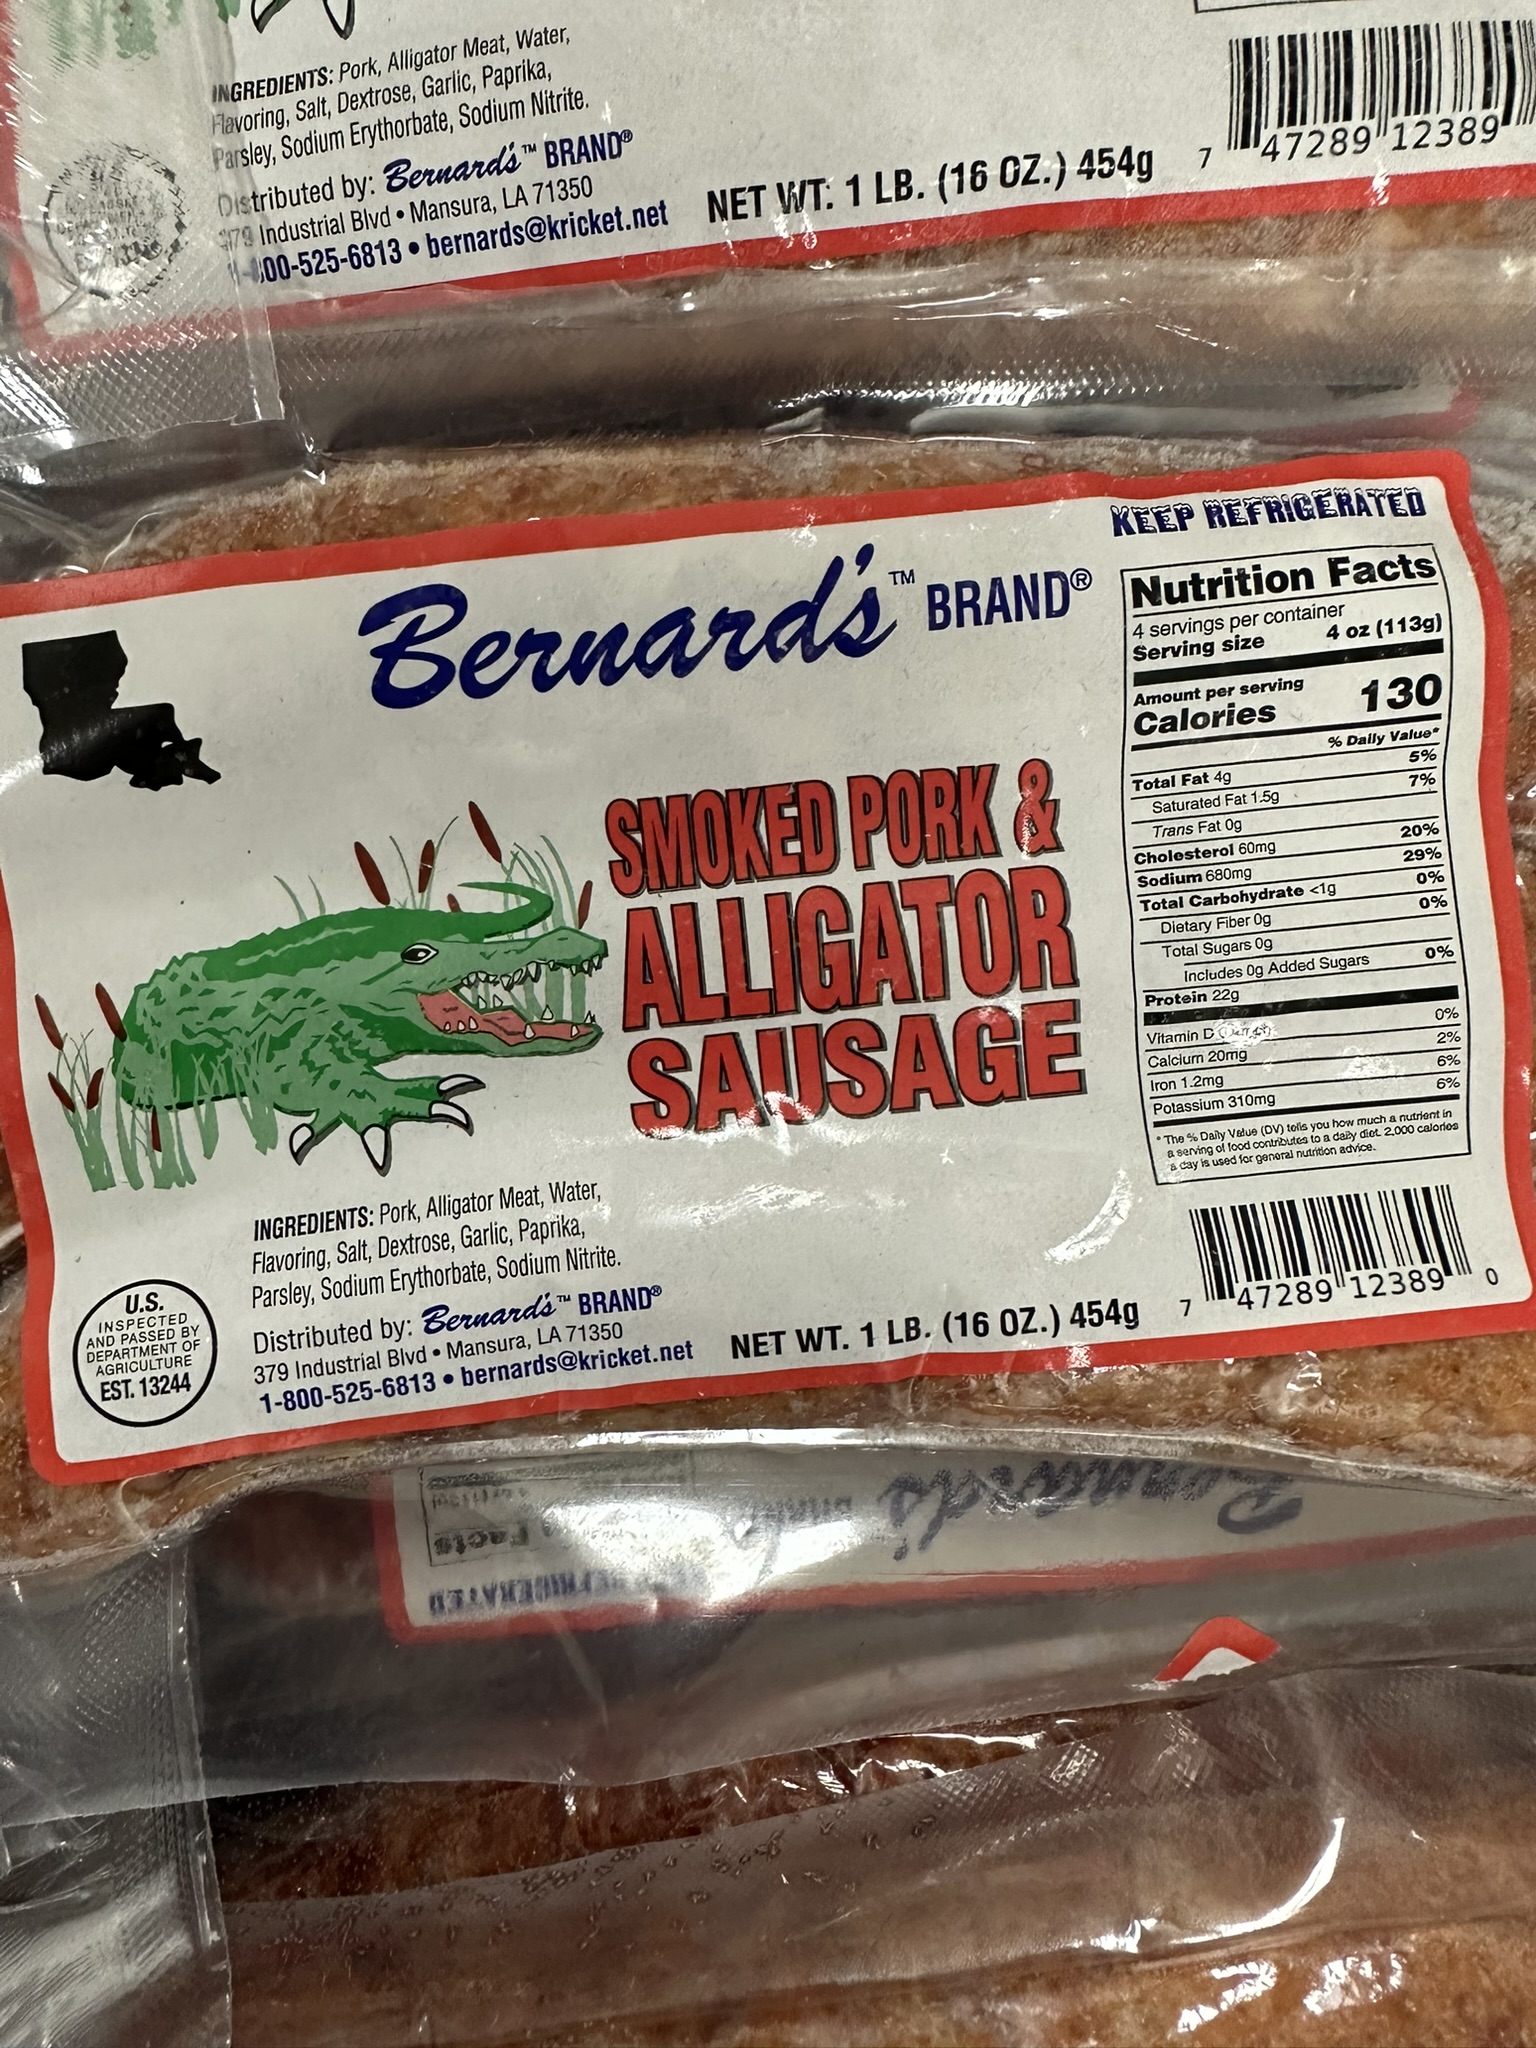 INGREDIENTS: Pork, Alligator Meat, Water,
Flavoring, Salt, Dextrose, Garlic, Paprika,
Parsley, Sodium Erythorbate, Sodium Nitrite.
Distributed by: Bernard's™ BRAND®
379 Industrial Blvd • Mansura, LA 71350
1-800-525-6813 • bernards@kricket.net
NET WT. 1 LB. (16 OZ.) 454g
7 47289 12389
KEEP REFRIGERATED
Bernard's™ BRAND®
SMOKED PORK &
ALLIGATOR
SAUSAGE
Nutrition Facts
4 servings per container
Serving size 4 oz (113g)
Amount per serving
Calories 130
% Daily Value*
Total Fat 4g 5%
Saturated Fat 1.5g 7%
Trans Fat 0g
Cholesterol 60mg 20%
Sodium 680mg 29%
Total Carbohydrate <1g 0%
Dietary Fiber 0g 0%
Total Sugars 0g
Includes 0g Added Sugars 0%
Protein 22g
Vitamin D 0%
Calcium 20mg 2%
Iron 1.2mg 6%
Potassium 310mg 6%
* The % Daily Value (DV) tells you how much a nutrient in
a serving of food contributes to a daily diet. 2,000 calories
a day is used for general nutrition advice.
INGREDIENTS: Pork, Alligator Meat, Water,
Flavoring, Salt, Dextrose, Garlic, Paprika,
Parsley, Sodium Erythorbate, Sodium Nitrite.
U.S.
INSPECTED
AND PASSED BY
DEPARTMENT OF
AGRICULTURE
EST. 13244
Distributed by: Bernard's™ BRAND®
379 Industrial Blvd • Mansura, LA 71350
1-800-525-6813 • bernards@kricket.net
NET WT. 1 LB. (16 OZ.) 454g
7 47289 12389 0
Bernard's
Facts